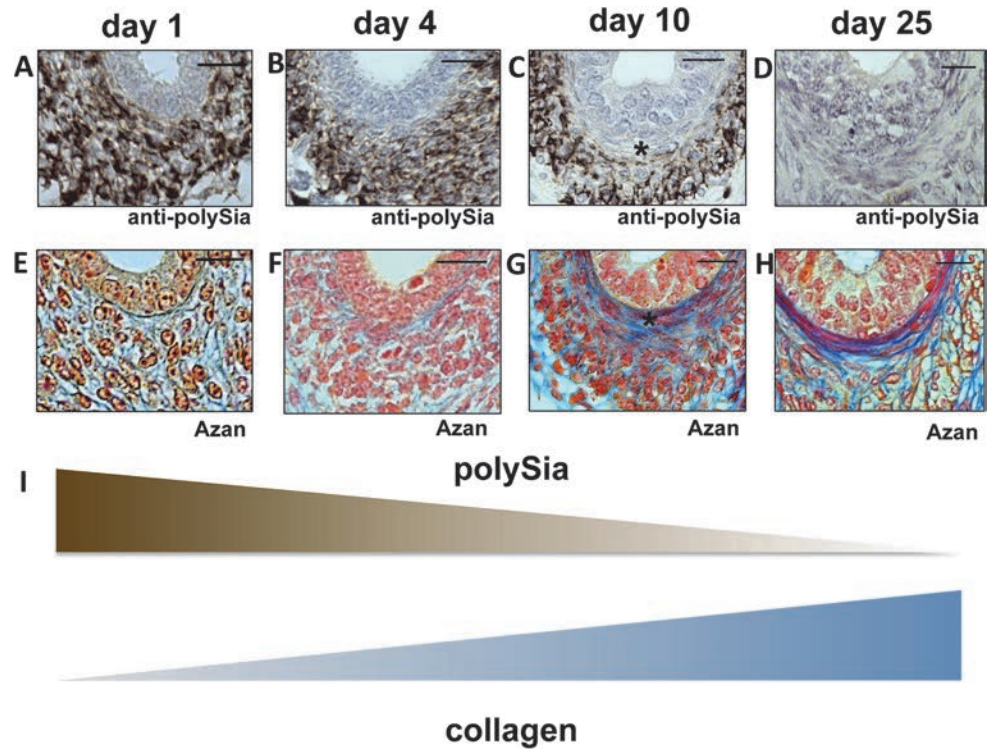 day 1 day 4 day 10 day 25
A B C D
*
anti-polySia anti-polySia anti-polySia anti-polySia
E F G H
*
Azan Azan Azan Azan
I polySia
collagen